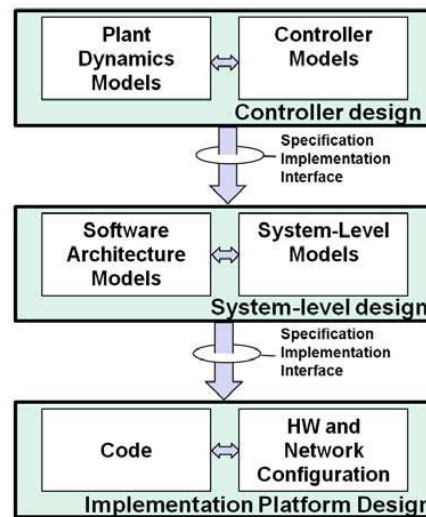 Plant
Dynamics
Models
Controller
Models
Controller design
Specification
Implementation
Interface
Software
Architecture
Models
System-Level
Models
System-level design
Specification
Implementation
Interface
Code
HW and
Network
Configuration
Implementation Platform Design